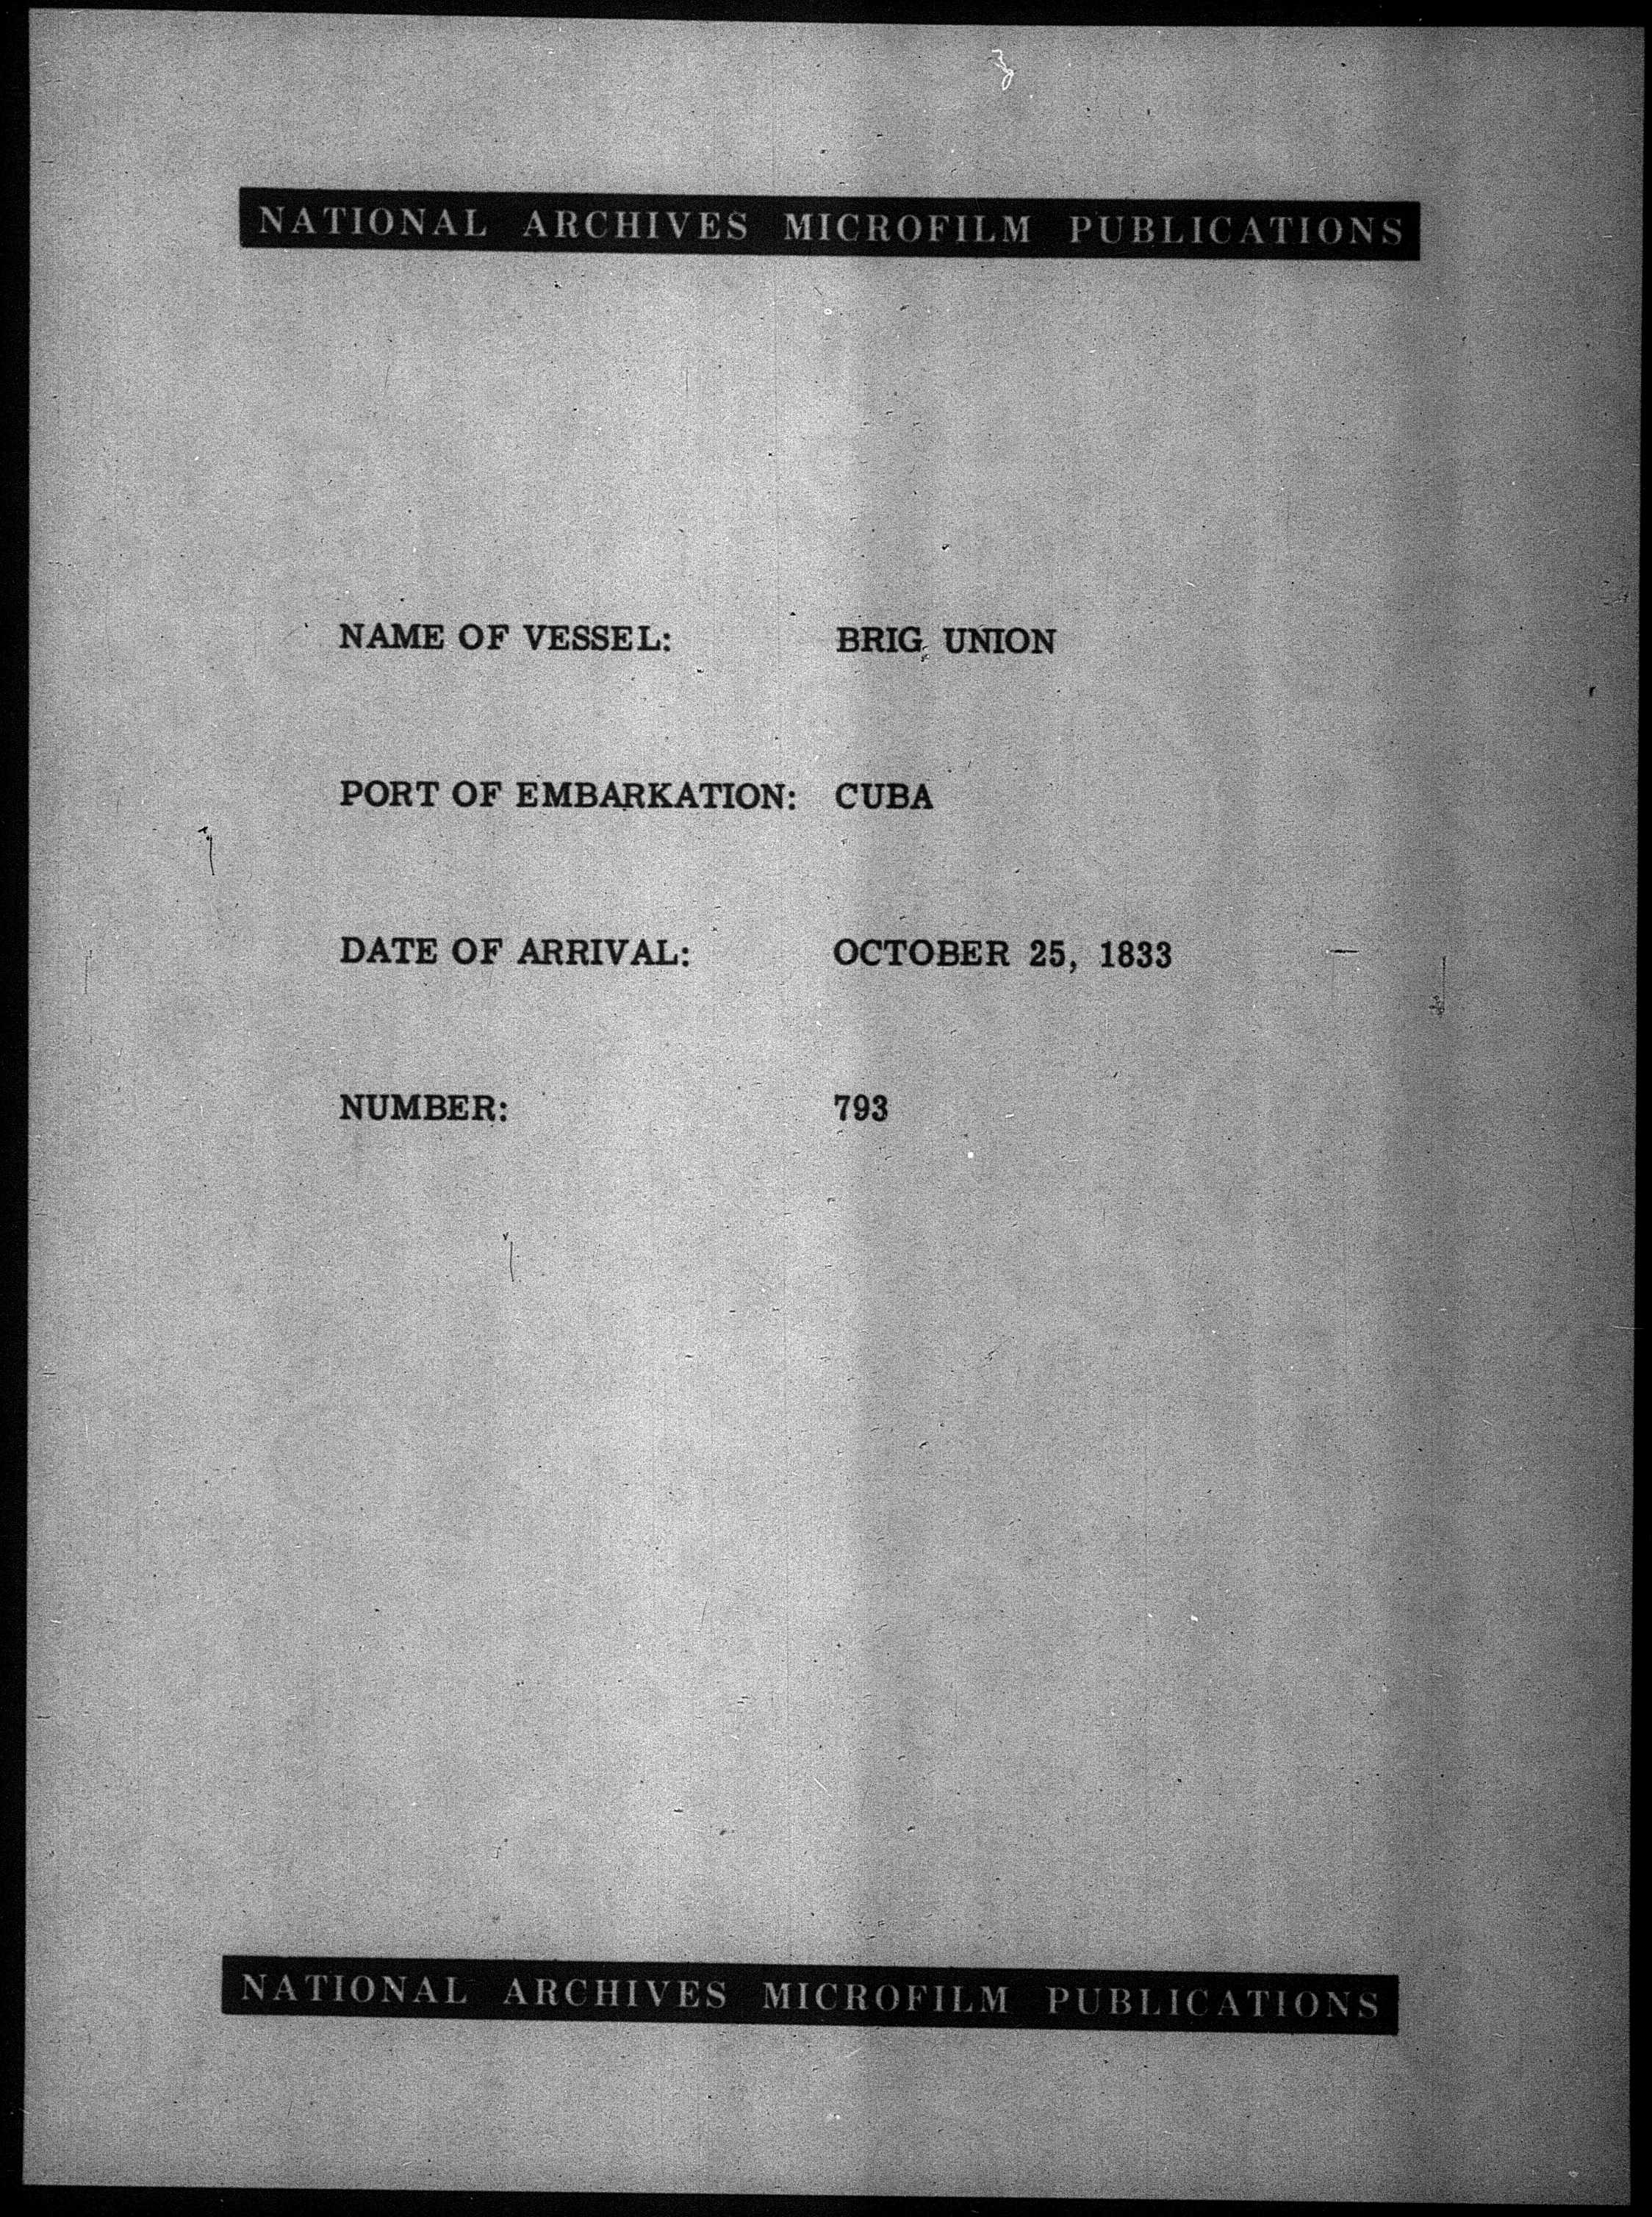 NATIONAL ARCHIVES MICROFILM PUBLICATIONS
NAME OF VESSEL: BRIG UNION
PORT OF EMBARKATION: CUBA
DATE OF ARRIVAL: OCTOBER 25, 1833
NUMBER: 793
NATIONAL ARCHIVES MICROFILM PUBLICATIONS